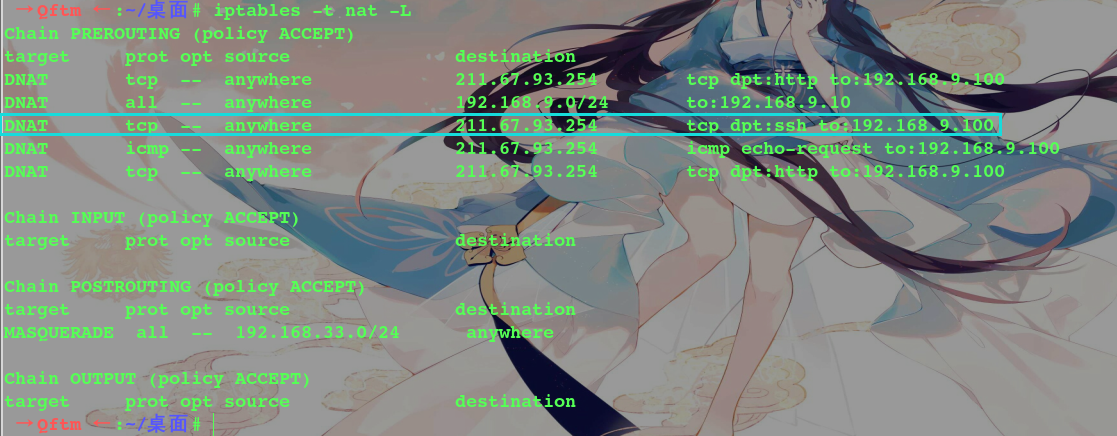 →Qftm ←:~/桌面# iptables -t nat -L
Chain PREROUTING (policy ACCEPT)
target     prot opt source               destination
DNAT       tcp  --  anywhere             211.67.93.254        tcp dpt:http to:192.168.9.100
DNAT       all  --  anywhere             192.168.9.0/24       to:192.168.9.10
DNAT       tcp  --  anywhere             211.67.93.254        tcp dpt:ssh to:192.168.9.100
DNAT       icmp --  anywhere             211.67.93.254        icmp echo-request to:192.168.9.100
DNAT       tcp  --  anywhere             211.67.93.254        tcp dpt:http to:192.168.9.100
Chain INPUT (policy ACCEPT)
target     prot opt source               destination
Chain POSTROUTING (policy ACCEPT)
target     prot opt source               destination
MASQUERADE  all  --  192.168.33.0/24      anywhere
Chain OUTPUT (policy ACCEPT)
target     prot opt source               destination
→Qftm ←:~/桌面#